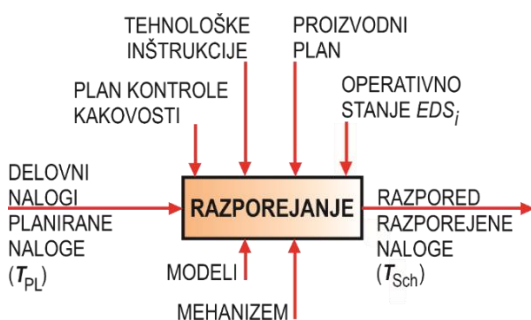 TEHNOLOŠKE
INŠTRUKCIJE
PROIZVODNI
PLAN
PLAN KONTROLE
KAKOVOSTI
OPERATIVNO
STANJE EDSi
DELOVNI
NALOGI
PLANIRANE
NALOGE
(TPL)
RAZPOREJANJE
RAZPORED
RAZPOREJENE
NALOGE
(TSch)
MODELI
MEHANIZEM